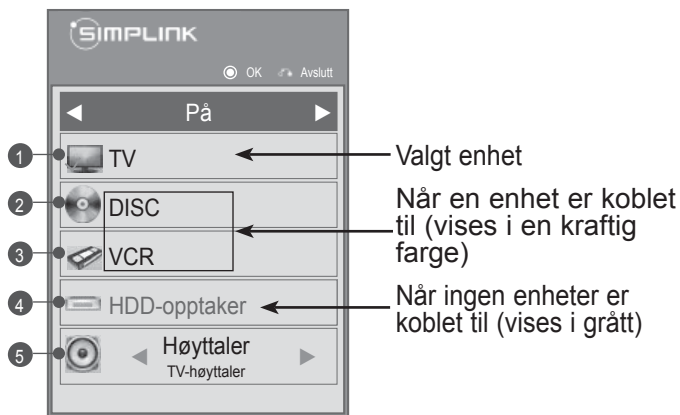 SIMPLINK
OK Avslutt
På
1 TV
Valgt enhet
2 DISC
3 VCR
Når en enhet er koblet
til (vises i en kraftig
farge)
4 HDD-opptaker
Når ingen enheter er
koblet til (vises i grått)
5 Høyttaler
TV-høyttaler